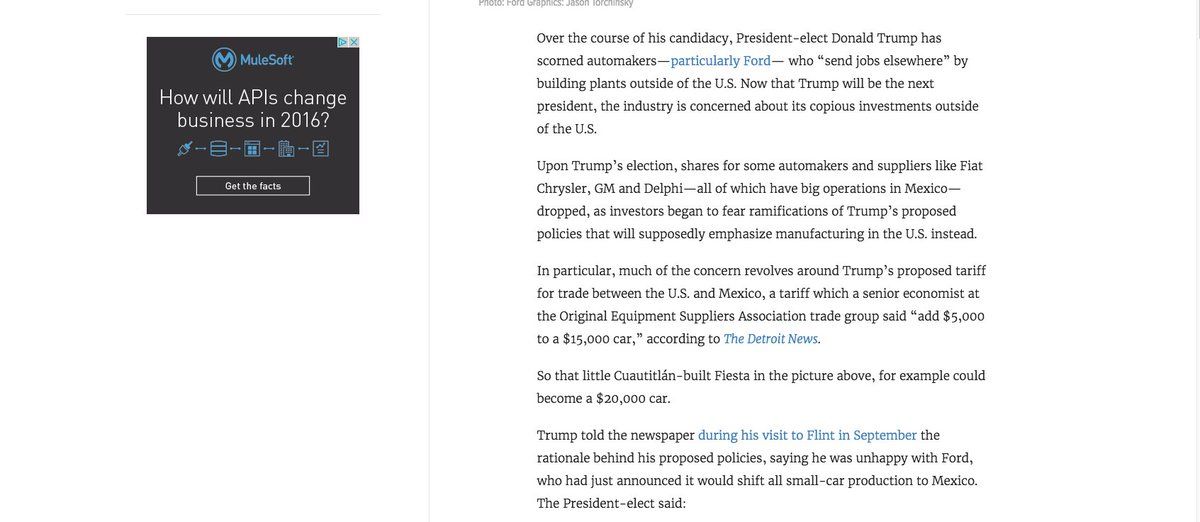 Photo: Ford Graphics: Jason Torchinsky
MuleSoft
How will APIs change
business in 2016?
Get the facts
Over the course of his candidacy, President-elect Donald Trump has
scorned automakers—particularly Ford— who “send jobs elsewhere” by
building plants outside of the U.S. Now that Trump will be the next
president, the industry is concerned about its copious investments outside
of the U.S.
Upon Trump’s election, shares for some automakers and suppliers like Fiat
Chrysler, GM and Delphi—all of which have big operations in Mexico—
dropped, as investors began to fear ramifications of Trump’s proposed
policies that will supposedly emphasize manufacturing in the U.S. instead.
In particular, much of the concern revolves around Trump’s proposed tariff
for trade between the U.S. and Mexico, a tariff which a senior economist at
the Original Equipment Suppliers Association trade group said “add $5,000
to a $15,000 car,” according to The Detroit News.
So that little Cuautitlán-built Fiesta in the picture above, for example could
become a $20,000 car.
Trump told the newspaper during his visit to Flint in September the
rationale behind his proposed policies, saying he was unhappy with Ford,
who had just announced it would shift all small-car production to Mexico.
The President-elect said: